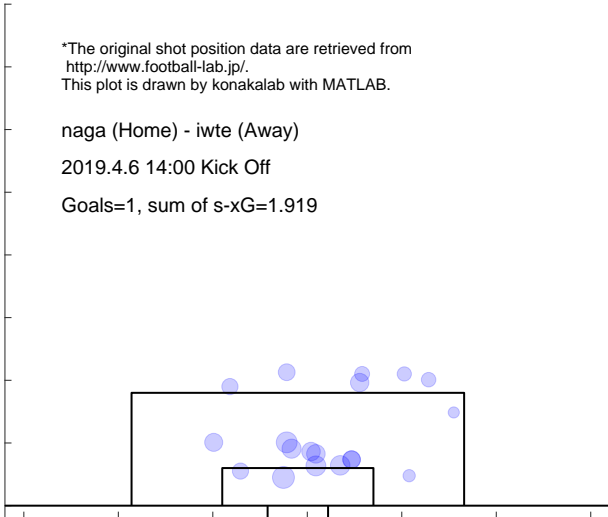 *The original shot position data are retrieved from
http://www.football-lab.jp/.
This plot is drawn by konakalab with MATLAB.
naga (Home) - iwte (Away)
2019.4.6 14:00 Kick Off
Goals=1, sum of s-xG=1.919